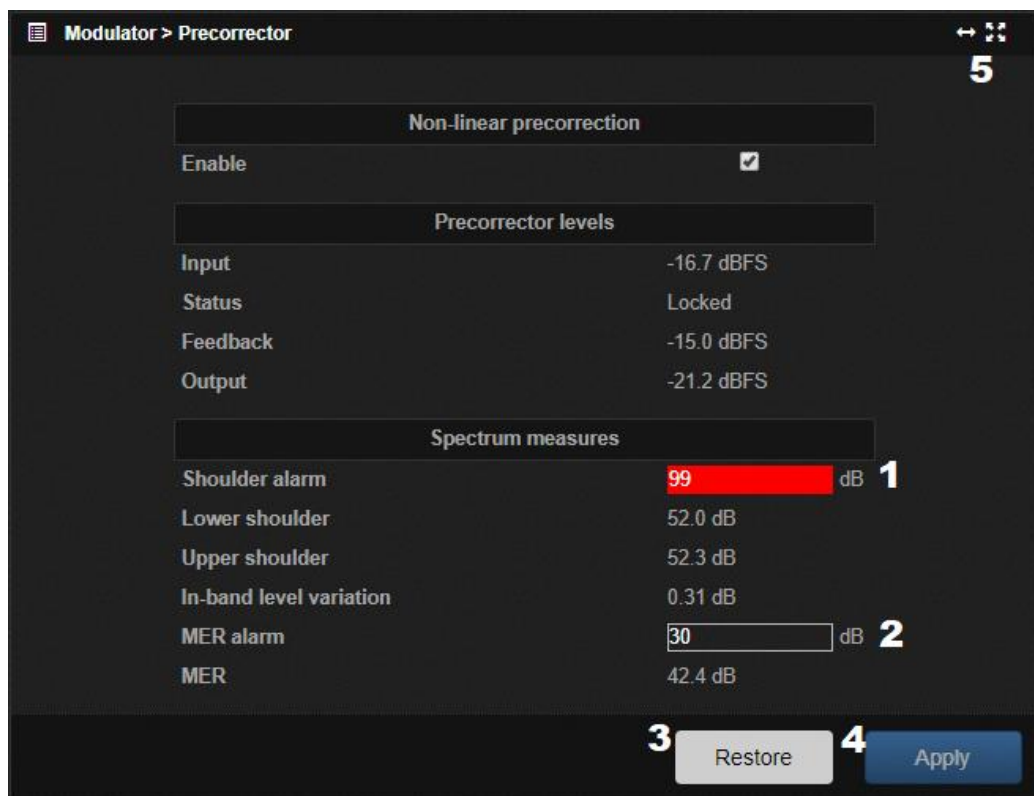 Modulator > Precorrector
5
Non-linear precorrection
Enable
Precorrector levels
Input -16.7 dBFS
Status Locked
Feedback -15.0 dBFS
Output -21.2 dBFS
Spectrum measures
Shoulder alarm 99 dB 1
Lower shoulder 52.0 dB
Upper shoulder 52.3 dB
In-band level variation 0.31 dB
MER alarm 30 dB 2
MER 42.4 dB
3 Restore 4 Apply